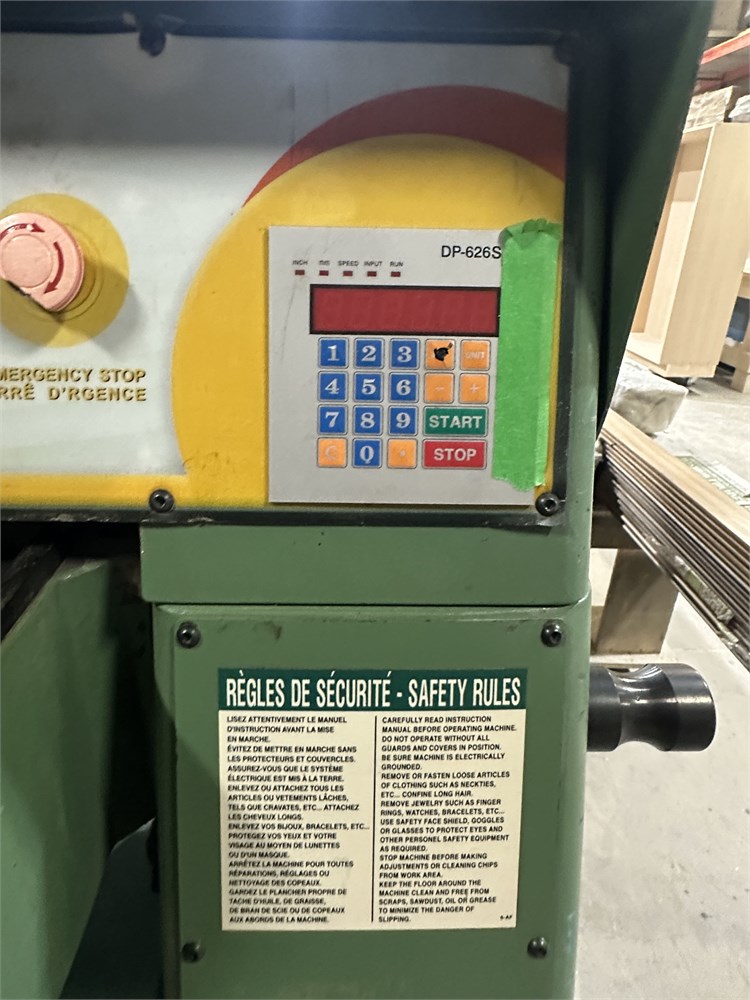 DP-626S
INCH mm SPEED INPUT RUN
1 2 3 UNIT
4 5 6 - +
7 8 9 START
C 0 STOP
EMERGENCY STOP
RRÊ D'RGENCE
RÈGLES DE SÉCURITÉ - SAFETY RULES
LISEZ ATTENTIVEMENT LE MANUEL
D'INSTRUCTION AVANT LA MISE
EN MARCHE.
ÉVITEZ DE METTRE EN MARCHE SANS
LES PROTECTEURS ET COUVERCLES.
ASSUREZ-VOUS QUE LE SYSTÈME
ÉLECTRIQUE EST MIS À LA TERRE.
ENLEVEZ OU ATTACHEZ TOUS LES
ARTICLES OU VETEMENTS LÂCHES,
TELS QUE CRAVATES, ETC... ATTACHEZ
LES CHEVEUX LONGS.
ENLEVEZ VOS BIJOUX, BRACELETS, ETC...
PROTEGEZ VOS YEUX ET VOTRE
VISAGE AU MOYEN DE LUNETTES
OU D'UN MASQUE.
ARRÊTEZ LA MACHINE POUR TOUTES
RÉPARATIONS, RÉGLAGES OU
NETTOYAGE DES COPEAUX.
GARDEZ LE PLANCHER PROPRE DE
TACHE D'HUILE, DE GRAISSE,
DE BRAN DE SCIE OU DE COPEAUX
AUX ABORDS DE LA MACHINE.
CAREFULLY READ INSTRUCTION
MANUAL BEFORE OPERATING MACHINE.
DO NOT OPERATE WITHOUT ALL
GUARDS AND COVERS IN POSITION.
BE SURE MACHINE IS ELECTRICALLY
GROUNDED.
REMOVE OR FASTEN LOOSE ARTICLES
OF CLOTHING SUCH AS NECKTIES,
ETC... CONFINE LONG HAIR.
REMOVE JEWELRY SUCH AS FINGER
RINGS, WATCHES, BRACELETS, ETC...
USE SAFETY FACE SHIELD, GOGGLES
OR GLASSES TO PROTECT EYES AND
OTHER PERSONEL SAFETY EQUIPMENT
AS REQUIRED.
STOP MACHINE BEFORE MAKING
ADJUSTMENTS OR CLEANING CHIPS
FROM WORK AREA.
KEEP THE FLOOR AROUND THE
MACHINE CLEAN AND FREE FROM
SCRAPS, SAWDUST, OIL OR GREASE
TO MINIMIZE THE DANGER OF
SLIPPING.
6-AF